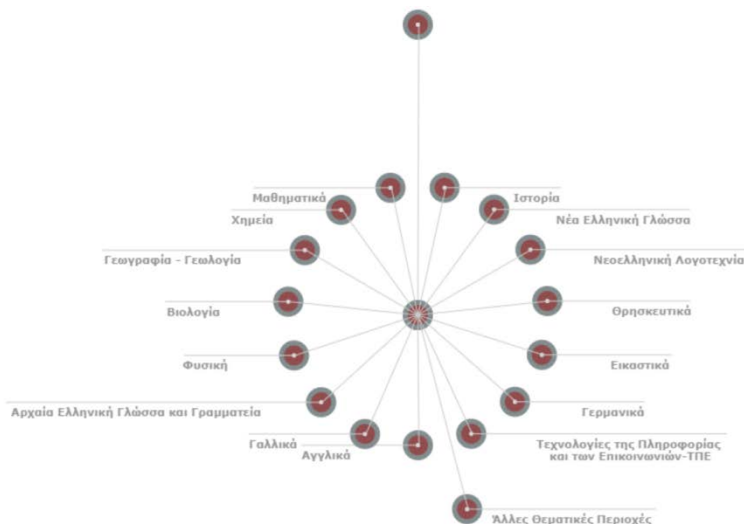 Μαθηματικά
Ιστορία
Χημεία
Νέα Ελληνική Γλώσσα
Γεωγραφία - Γεωλογία
Νεοελληνική Λογοτεχνία
Βιολογία
Θρησκευτικά
Φυσική
Εικαστικά
Αρχαία Ελληνική Γλώσσα και Γραμματεία
Γερμανικά
Γαλλικά
Αγγλικά
Τεχνολογίες της Πληροφορίας
και των Επικοινωνιών-ΤΠΕ
Άλλες Θεματικές Περιοχές